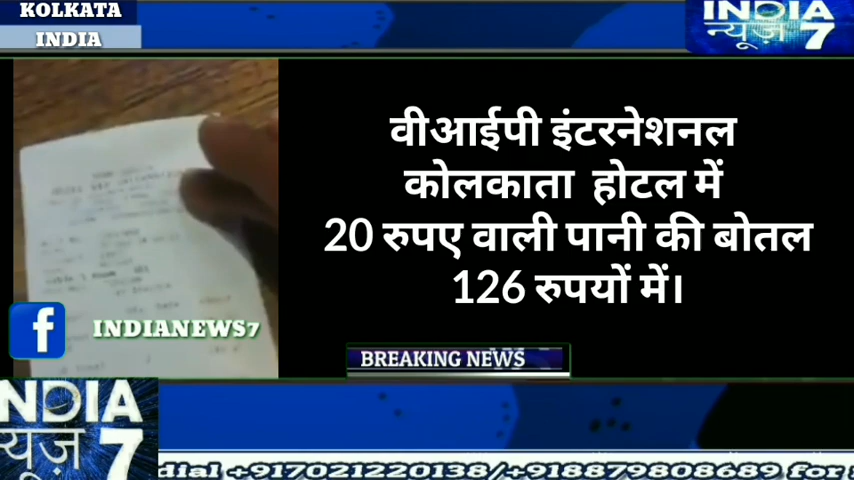 KOLKATA
INDIA
INDIA
न्यूज़ 7
वीआईपी इंटरनेशनल
कोलकाता होटल में
20 रुपए वाली पानी की बोतल
126 रुपयों में।
INDIANEWS7
BREAKING NEWS
INDIA
न्यूज़ 7
dial +917021220138/+918879808689 for